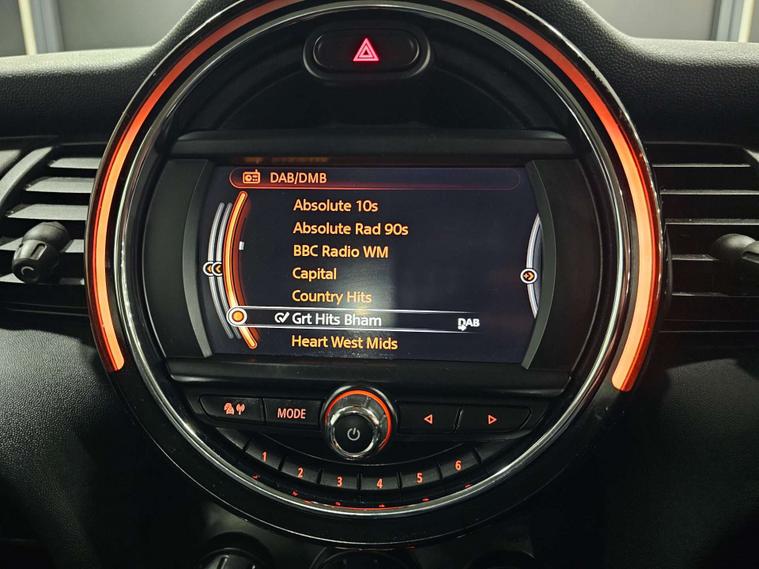 DAB/DMB
Absolute 10s
Absolute Rad 90s
BBC Radio WM
Capital
Country Hits
Grt Hits Bham DAB
Heart West Mids
MODE
1 2 3 4 5 6